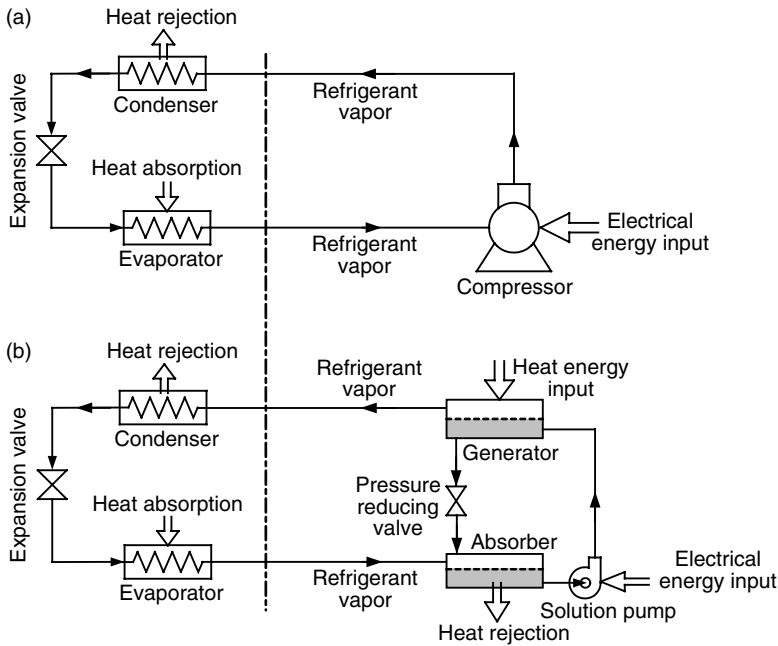 (a)
Heat rejection
Condenser
Refrigerant
vapor
Expansion valve
Heat absorption
Evaporator
Refrigerant
vapor
Electrical
energy input
Compressor
(b)
Heat rejection
Condenser
Refrigerant
vapor
Heat energy
input
Generator
Expansion valve
Pressure
reducing
valve
Heat absorption
Evaporator
Refrigerant
vapor
Absorber
Electrical
energy input
Solution pump
Heat rejection